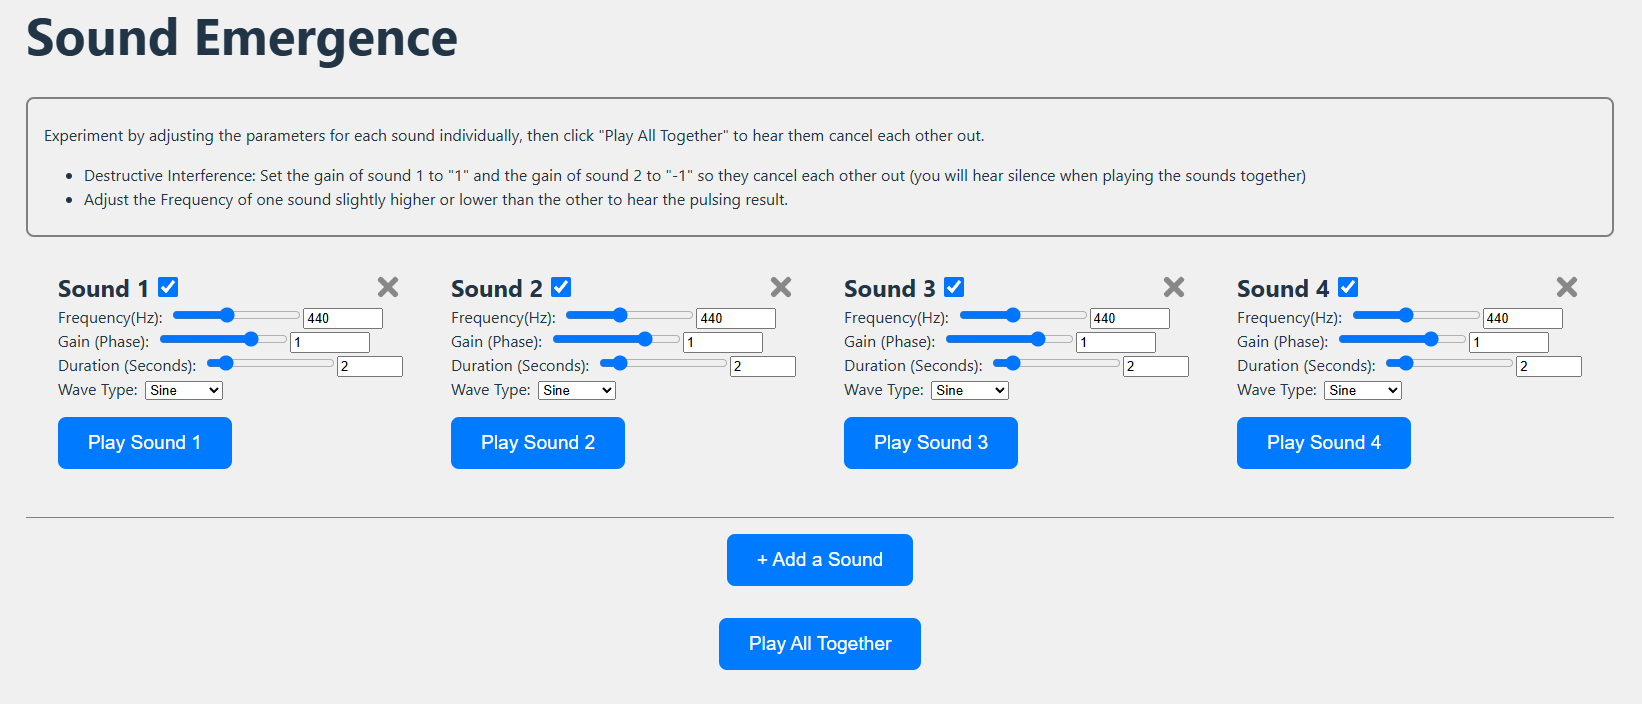 Sound Emergence
Experiment by adjusting the parameters for each sound individually, then click "Play All Together" to hear them cancel each other out.
Destructive Interference: Set the gain of sound 1 to "1" and the gain of sound 2 to "-1" so they cancel each other out (you will hear silence when playing the sounds together)
Adjust the Frequency of one sound slightly higher or lower than the other to hear the pulsing result.
Sound 1
Frequency(Hz): 440
Gain (Phase): 1
Duration (Seconds): 2
Wave Type: Sine
Play Sound 1
Sound 2
Frequency(Hz): 440
Gain (Phase): 1
Duration (Seconds): 2
Wave Type: Sine
Play Sound 2
Sound 3
Frequency(Hz): 440
Gain (Phase): 1
Duration (Seconds): 2
Wave Type: Sine
Play Sound 3
Sound 4
Frequency(Hz): 440
Gain (Phase): 1
Duration (Seconds): 2
Wave Type: Sine
Play Sound 4
+ Add a Sound
Play All Together